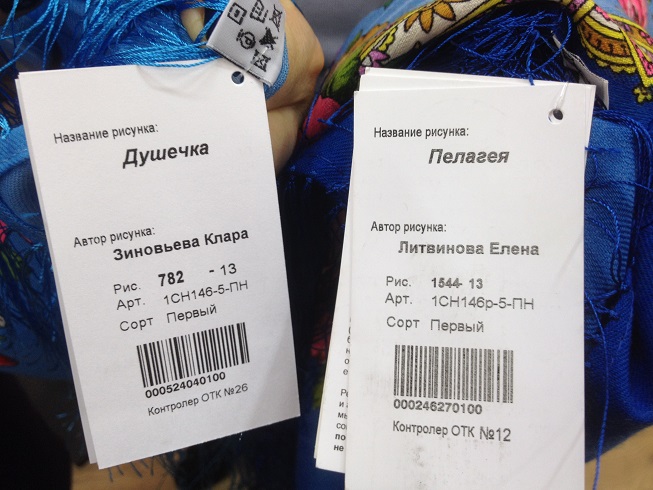 Название рисунка:
Душечка
Автор рисунка:
Зиновьева Клара
Рис. 782 - 13
Арт. 1СН146-5-ПН
Сорт Первый
000524040100
Контролер ОТК №26
Название рисунка:
Пелагея
Автор рисунка:
Литвинова Елена
Рис. 1544- 13
Арт. 1СН146р-5-ПН
Сорт Первый
000246270100
Контролер ОТК №12